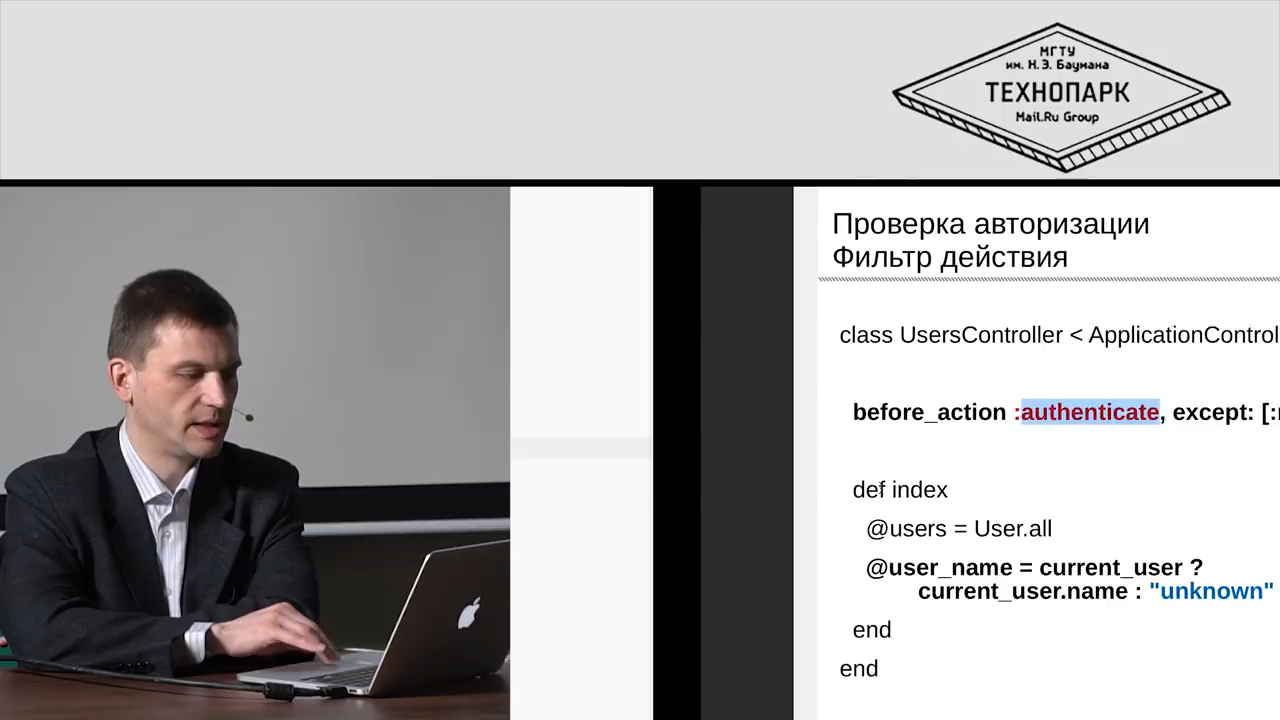 МГТУ
им. Н.Э. Баумана
ТЕХНОПАРК
Mail.Ru Group
Проверка авторизации
Фильтр действия
class UsersController < ApplicationControl
before_action :authenticate, except: [:
def index
@users = User.all
@user_name = current_user ?
current_user.name : "unknown"
end
end